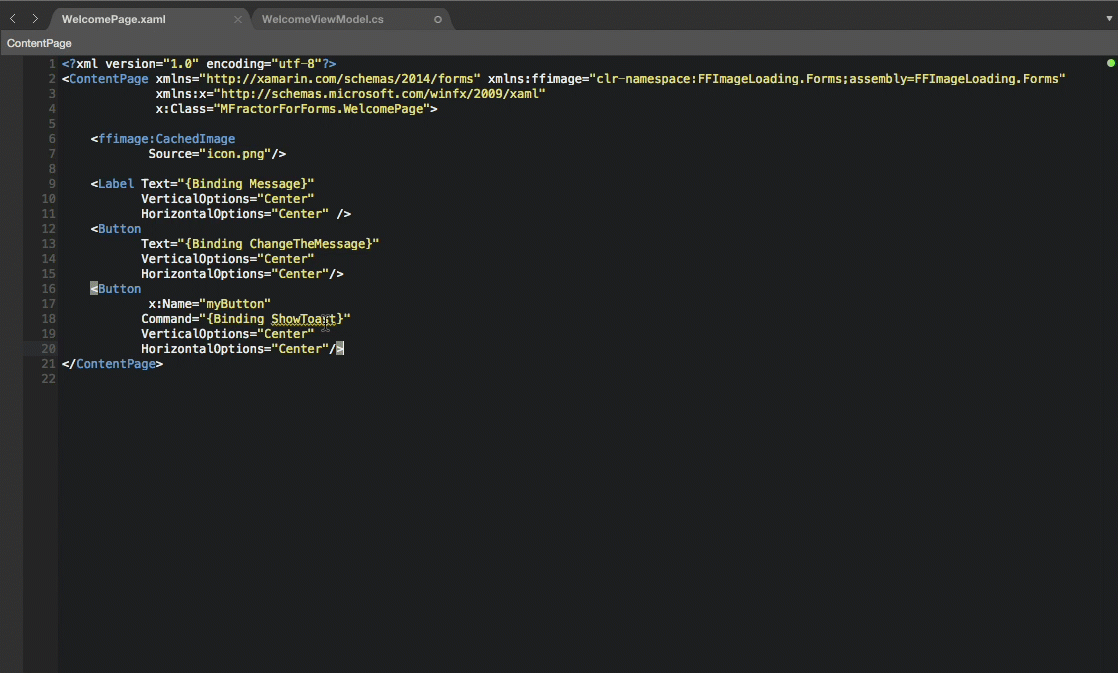 WelcomePage.xaml
WelcomeViewModel.cs
ContentPage
1 <?xml version="1.0" encoding="utf-8"?>
2 <ContentPage xmlns="http://xamarin.com/schemas/2014/forms" xmlns:ffimage="clr-namespace:FFImageLoading.Forms;assembly=FFImageLoading.Forms"
3 xmlns:x="http://schemas.microsoft.com/winfx/2009/xaml"
4 x:Class="MFractorForForms.WelcomePage">
5
6 <ffimage:CachedImage
7 Source="icon.png"/>
8
9 <Label Text="{Binding Message}"
10 VerticalOptions="Center"
11 HorizontalOptions="Center" />
12 <Button
13 Text="{Binding ChangeTheMessage}"
14 VerticalOptions="Center"
15 HorizontalOptions="Center"/>
16 <Button
17 x:Name="myButton"
18 Command="{Binding ShowToast}"
19 VerticalOptions="Center"
20 HorizontalOptions="Center"/>
21 </ContentPage>
22